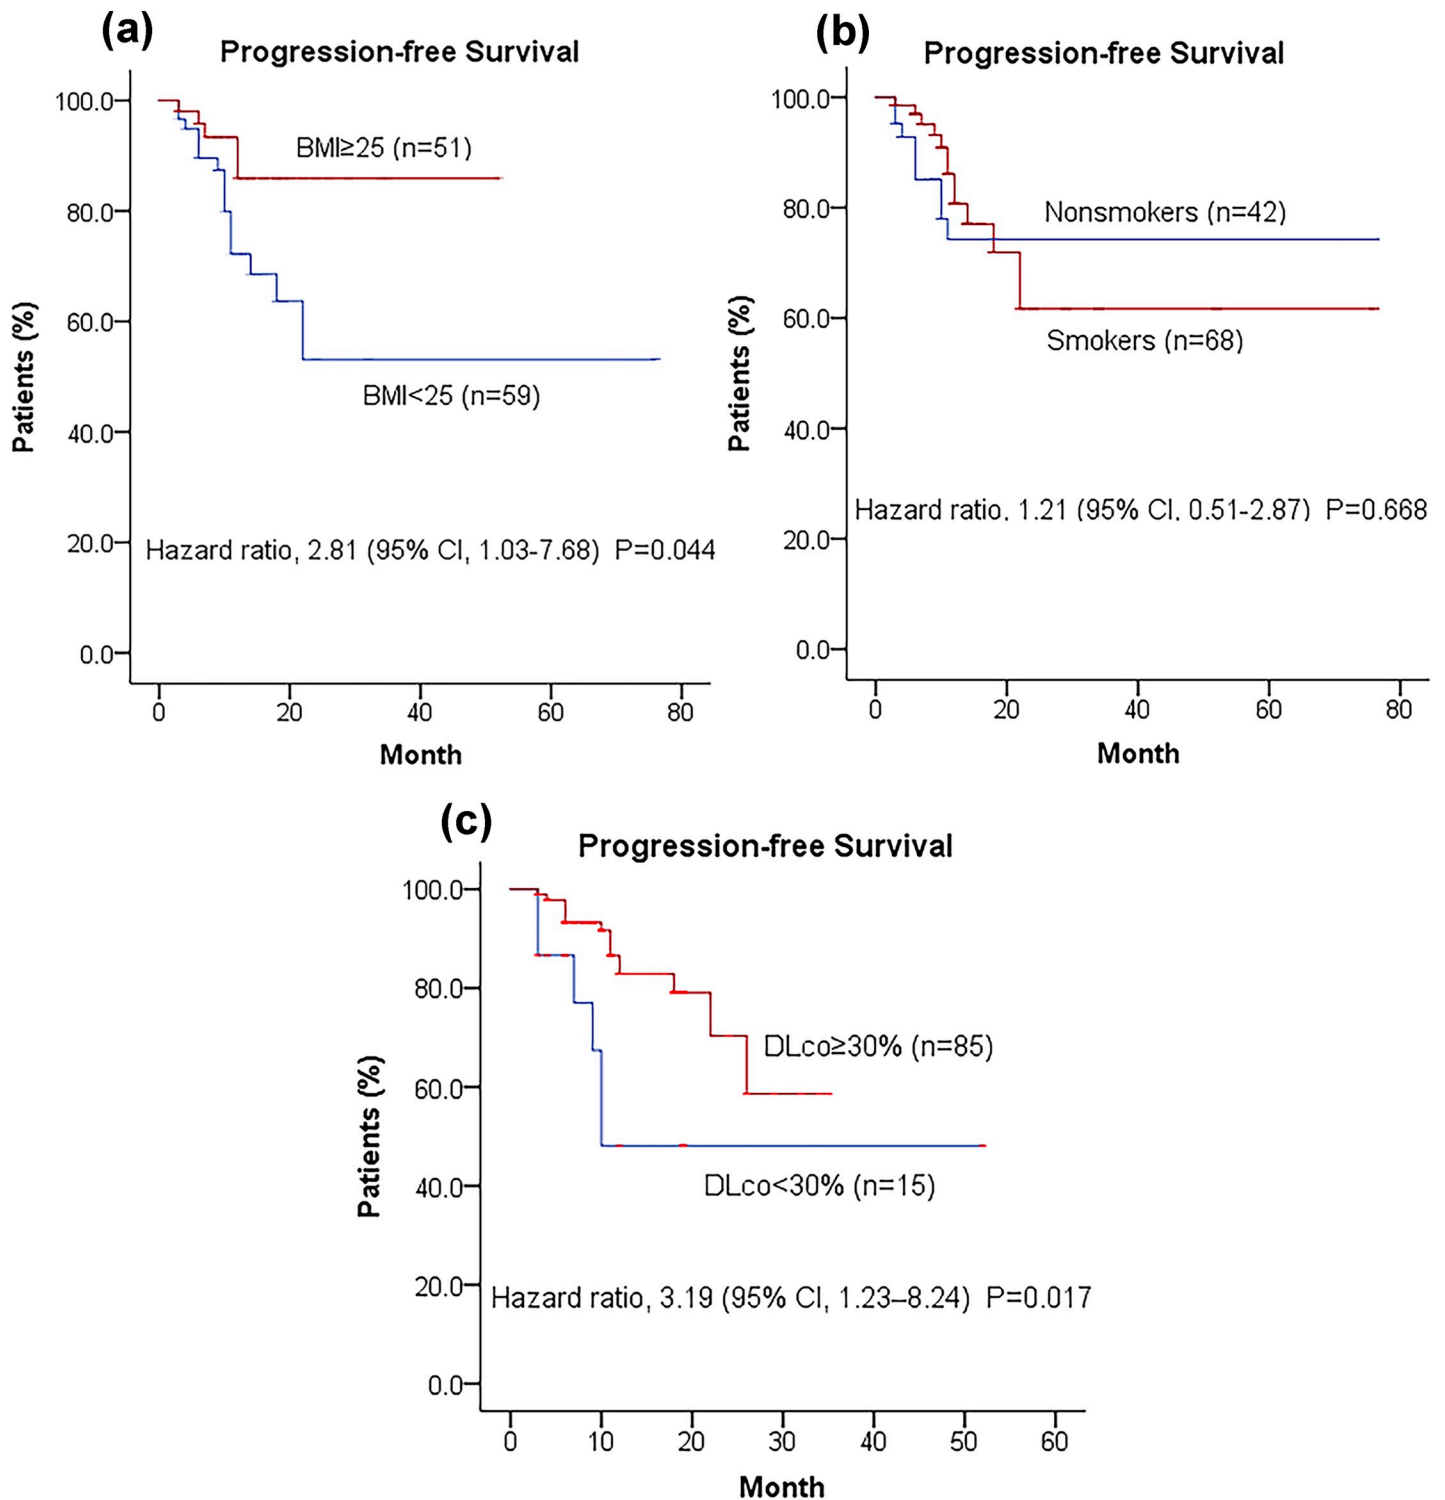 (a)
Progression-free Survival
100.0
80.0
60.0
40.0
20.0
0.0
Patients (%)
BMI≥25 (n=51)
BMI<25 (n=59)
Hazard ratio, 2.81 (95% CI, 1.03-7.68) P=0.044
0 20 40 60 80
Month
(b)
Progression-free Survival
100.0
80.0
60.0
40.0
20.0
0.0
Patients (%)
Nonsmokers (n=42)
Smokers (n=68)
Hazard ratio. 1.21 (95% CI. 0.51-2.87) P=0.668
0 20 40 60 80
Month
(c)
Progression-free Survival
100.0
80.0
60.0
40.0
20.0
0.0
Patients (%)
DLco≥30% (n=85)
DLco<30% (n=15)
Hazard ratio, 3.19 (95% CI, 1.23–8.24) P=0.017
0 10 20 30 40 50 60
Month